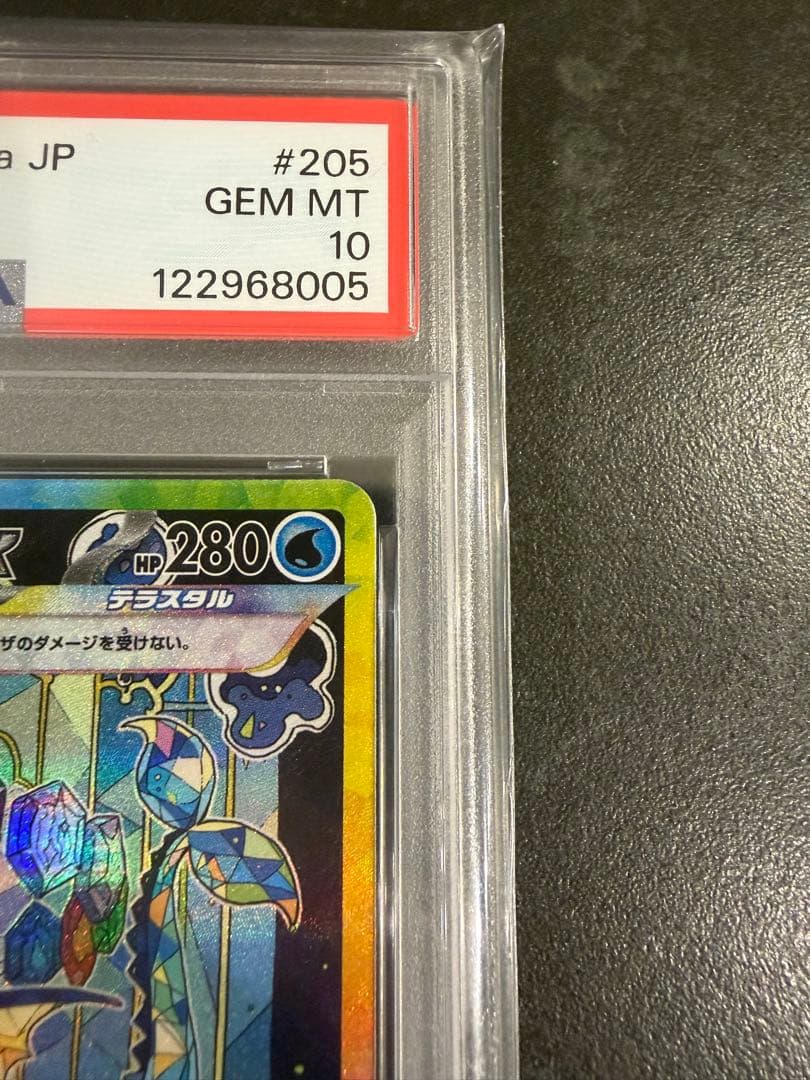 a JP #205
GEM MT
10
122968005
HP 280
テラスタル
ザのダメージを受けない。